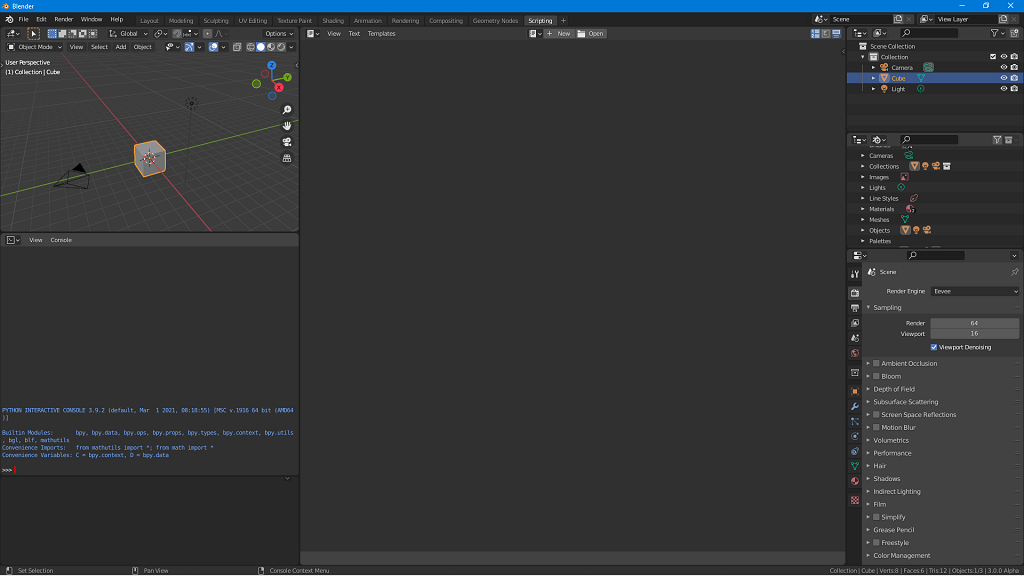 Blender
File Edit Render Window Help
Layout Modeling Sculpting UV Editing Texture Paint Shading Animation Rendering Compositing Geometry Nodes Scripting +
Scene
View Layer
Global
Options
Object Mode View Select Add Object
User Perspective
(1) Collection | Cube
Z
Y
X
View Console
PYTHON INTERACTIVE CONSOLE 3.9.2 (default, Mar  1 2021, 08:18:55) [MSC v.1916 64 bit (AMD64
)]
Builtin Modules:       bpy, bpy.data, bpy.ops, bpy.props, bpy.types, bpy.context, bpy.utils
, bgl, blf, mathutils
Convenience Imports:   from mathutils import *; from math import *
Convenience Variables: C = bpy.context, D = bpy.data
>>>
View Text Templates
+ New Open
Scene Collection
Collection
Camera
Cube
Light
Cameras
Collections
Images
Lights
Line Styles
Materials
Meshes
Objects
Palettes
Scene
Render Engine Eevee
Sampling
Render 64
Viewport 16
Viewport Denoising
Ambient Occlusion
Bloom
Depth of Field
Subsurface Scattering
Screen Space Reflections
Motion Blur
Volumetrics
Performance
Hair
Shadows
Indirect Lighting
Film
Simplify
Grease Pencil
Freestyle
Color Management
Set Selection
Pan View
Console Context Menu
Collection | Cube | Verts:8 | Faces:6 | Tris:12 | Objects:1/3 | 3.0.0 Alpha